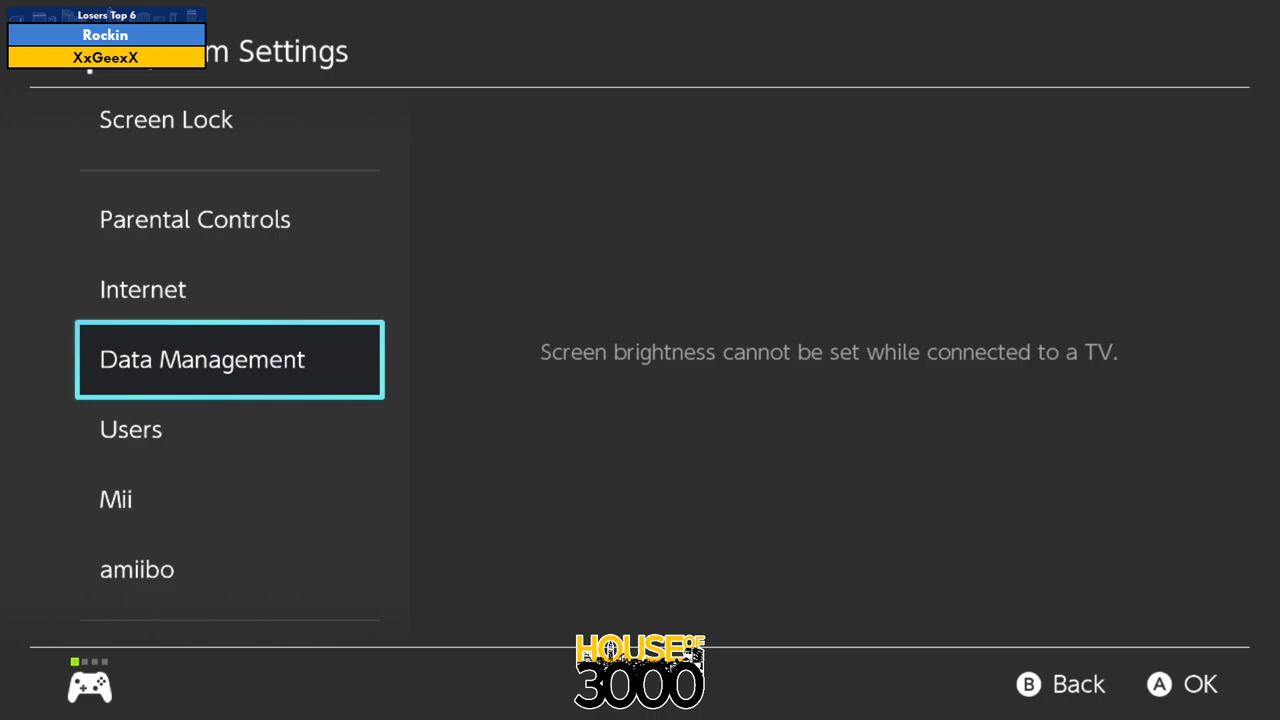 Losers Top 6
Rockin
XxGeexX
m Settings
Screen Lock
Parental Controls
Internet
Data Management
Users
Mii
amiibo
Screen brightness cannot be set while connected to a TV.
HOUSE OF
3000
B Back
A OK